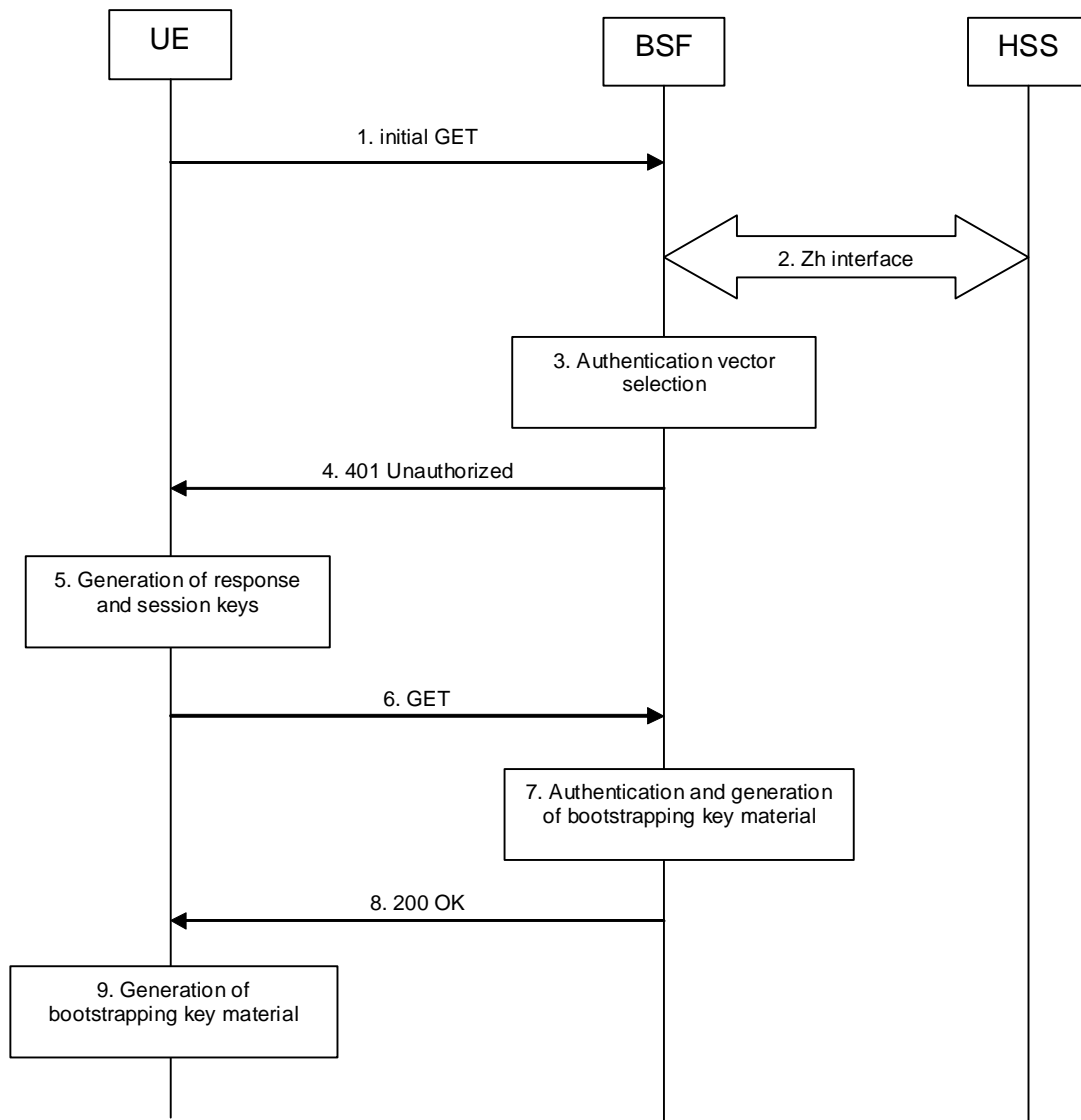 UE
BSF
HSS
1. initial GET
2. Zh interface
3. Authentication vector
selection
4. 401 Unauthorized
5. Generation of response
and session keys
6. GET
7. Authentication and generation
of bootstrapping key material
8. 200 OK
9. Generation of
bootstrapping key material